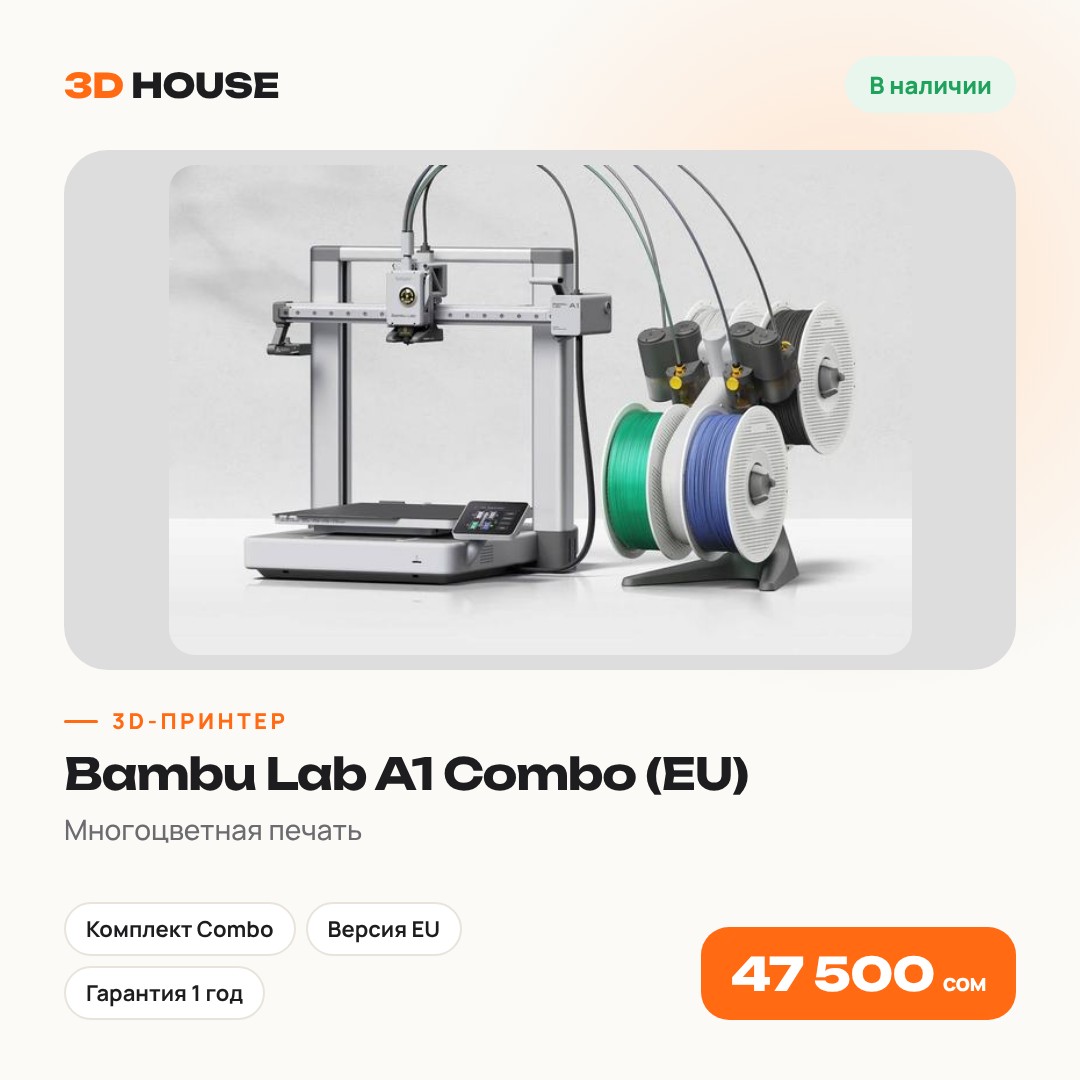 3D HOUSE
В наличии
A1
3D-ПРИНТЕР
Bambu Lab A1 Combo (EU)
Многоцветная печать
Комплект Combo
Версия EU
Гарантия 1 год
47 500 сом